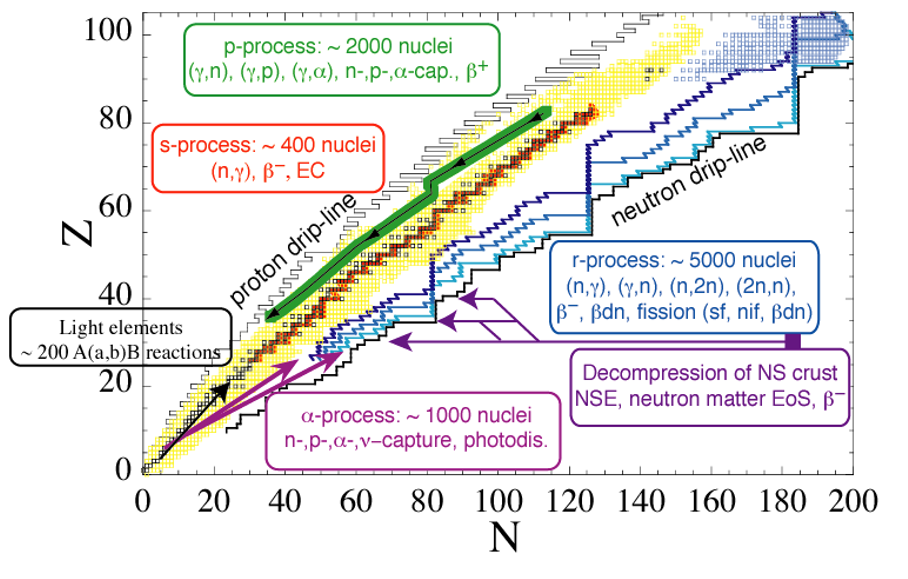 100
80
60
40
20
0
Z
p-process: ~ 2000 nuclei
(γ,n), (γ,p), (γ,α), n-,p-,α-cap., β⁺
s-process: ~ 400 nuclei
(n,γ), β⁻, EC
proton drip-line
neutron drip-line
r-process: ~ 5000 nuclei
(n,γ), (γ,n), (n,2n), (2n,n),
β⁻, βdn, fission (sf, nif, βdn)
Light elements
~ 200 A(a,b)B reactions
Decompression of NS crust
NSE, neutron matter EoS, β⁻
α-process: ~ 1000 nuclei
n-,p-,α-,ν-capture, photodis.
0 20 40 60 80 100 120 140 160 180 200
N